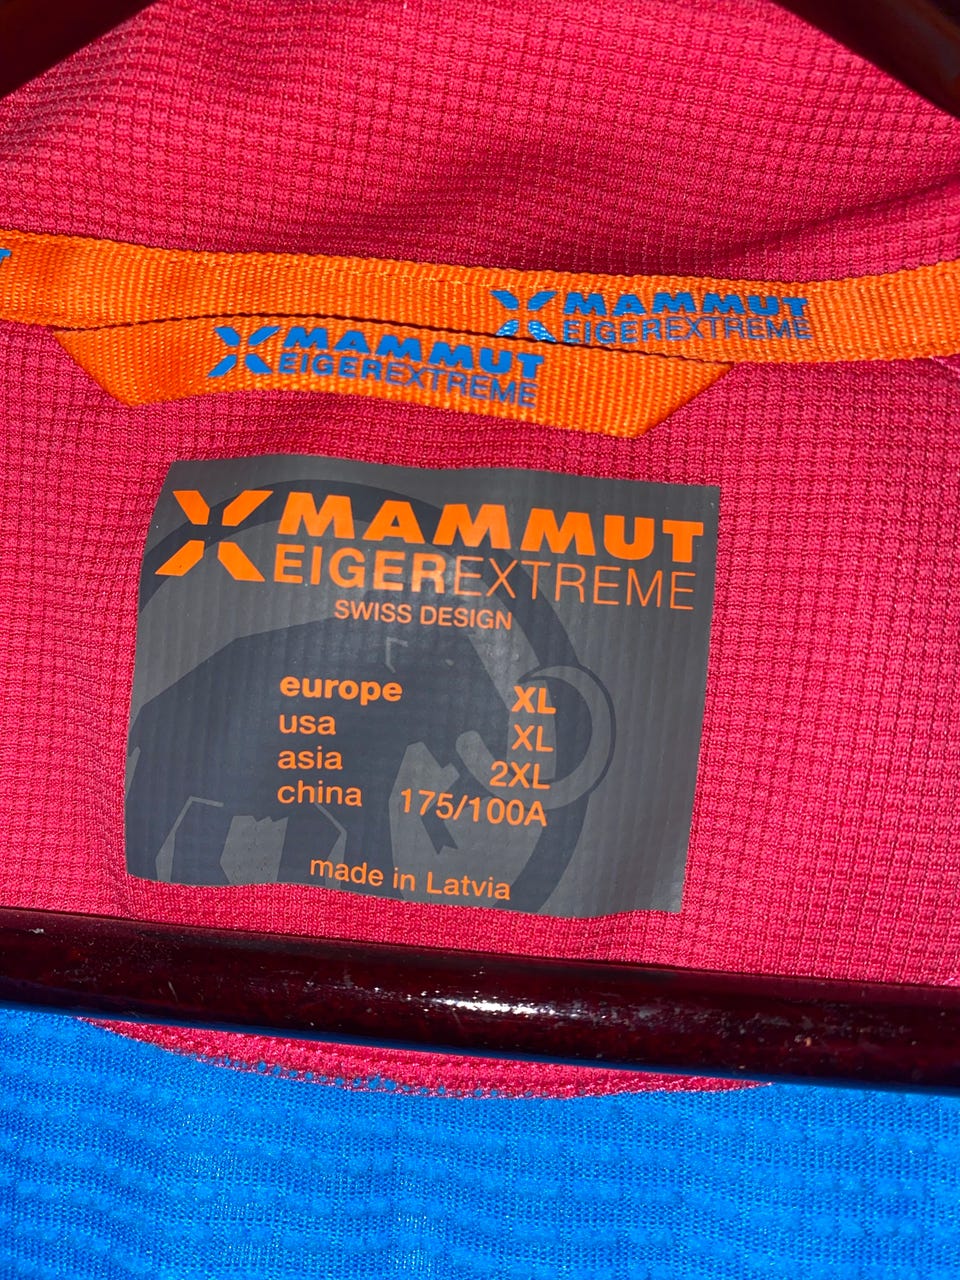 MAMMUT
EIGEREXTREME
MAMMUT
EIGEREXTREME
MAMMUT
EIGEREXTREME
SWISS DESIGN
europe XL
usa XL
asia 2XL
china 175/100A
made in Latvia